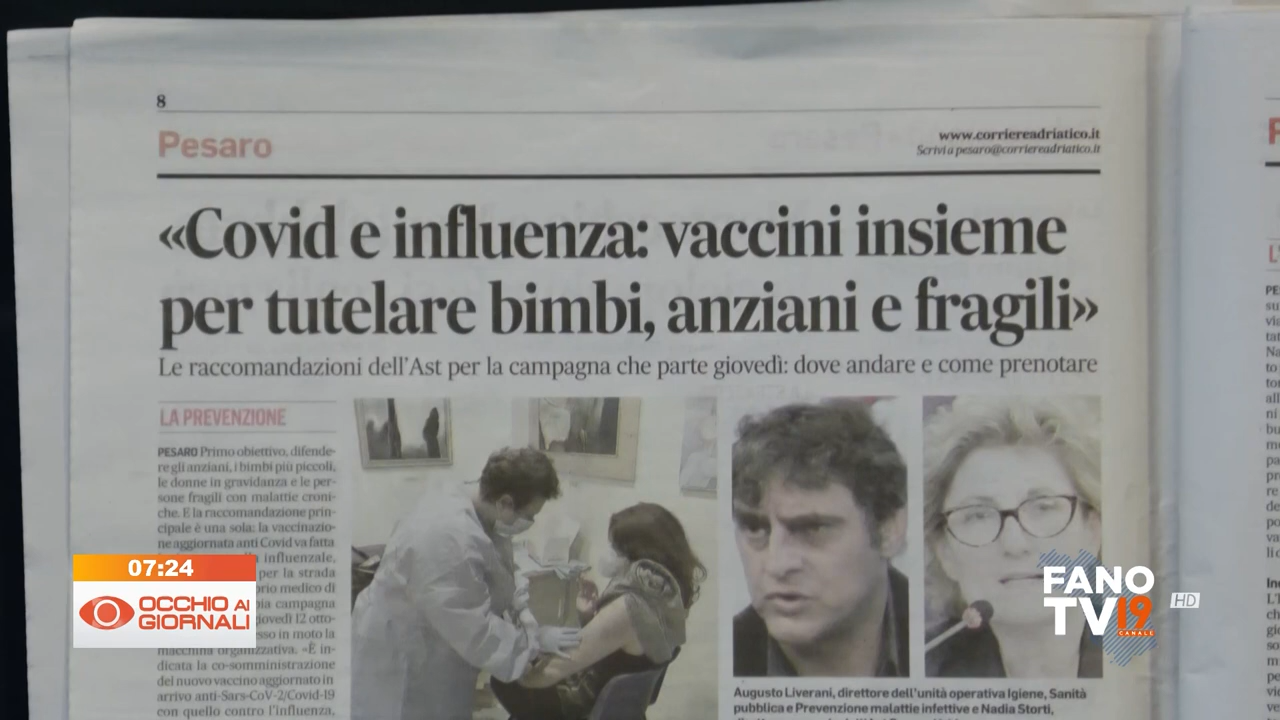 8
Pesaro
www.corriereadriatico.it
Scrivi a pesaro@corriereadriatico.it
«Covid e influenza: vaccini insieme
per tutelare bimbi, anziani e fragili»
Le raccomandazioni dell'Ast per la campagna che parte giovedì: dove andare e come prenotare
LA PREVENZIONE
PESARO Primo obiettivo, difende-
re gli anziani, i bimbi più piccoli,
le donne in gravidanza e le per-
sone fragili con malattie croni-
che. E la raccomandazione prin-
cipale è una sola: la vaccinazio-
ne aggiornata anti Covid va fatta
influenzale,
per la strada
medico di
campagna
12 otto-
in moto la
macchina organizzativa. «È in-
dicata la co-somministrazione
del nuovo vaccino aggiornato in
arrivo anti-Sars-CoV-2/Covid-19
con quello contro l'influenza,
Augusto Liverani, direttore dell'unità operativa Igiene, Sanità
pubblica e Prevenzione malattie infettive e Nadia Storti,
07:24
OCCHIO AI
GIORNALI
FANO
TV19
CANALE
HD